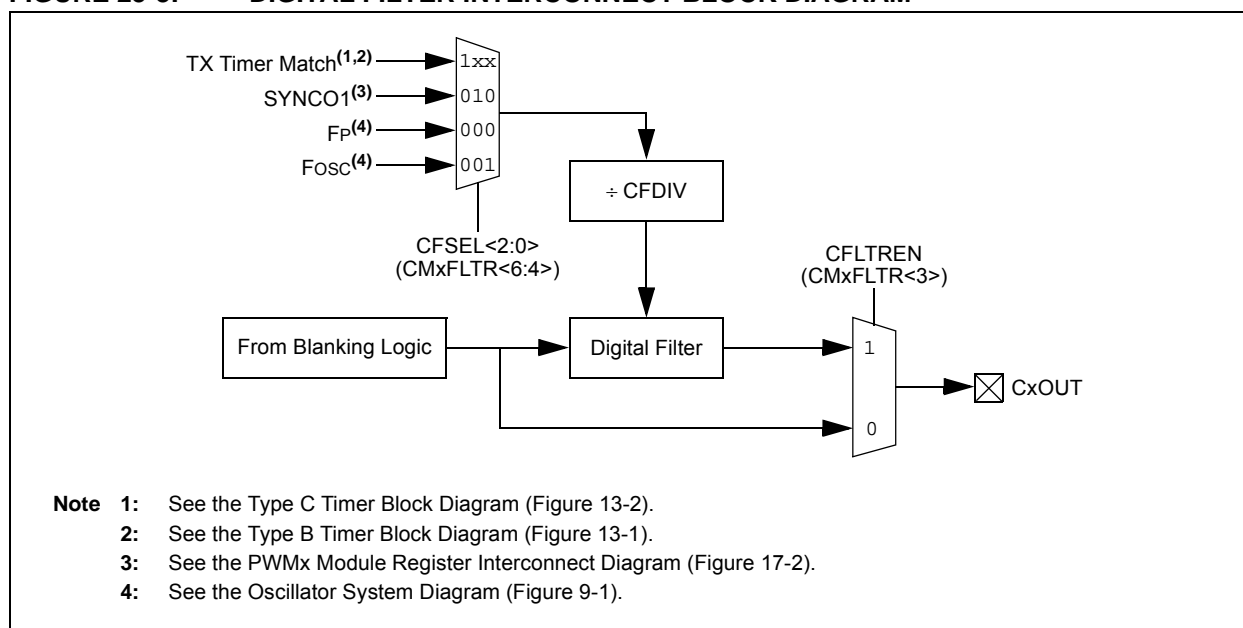 TX Timer Match(1,2)
SYNCO1(3)
FP(4)
FOSC(4)
1xx
010
000
001
÷ CFDIV
CFSEL<2:0>
(CMxFLTR<6:4>)
CFLTREN
(CMxFLTR<3>)
From Blanking Logic
Digital Filter
1
0
CxOUT
Note 1: See the Type C Timer Block Diagram (Figure 13-2).
2: See the Type B Timer Block Diagram (Figure 13-1).
3: See the PWMx Module Register Interconnect Diagram (Figure 17-2).
4: See the Oscillator System Diagram (Figure 9-1).